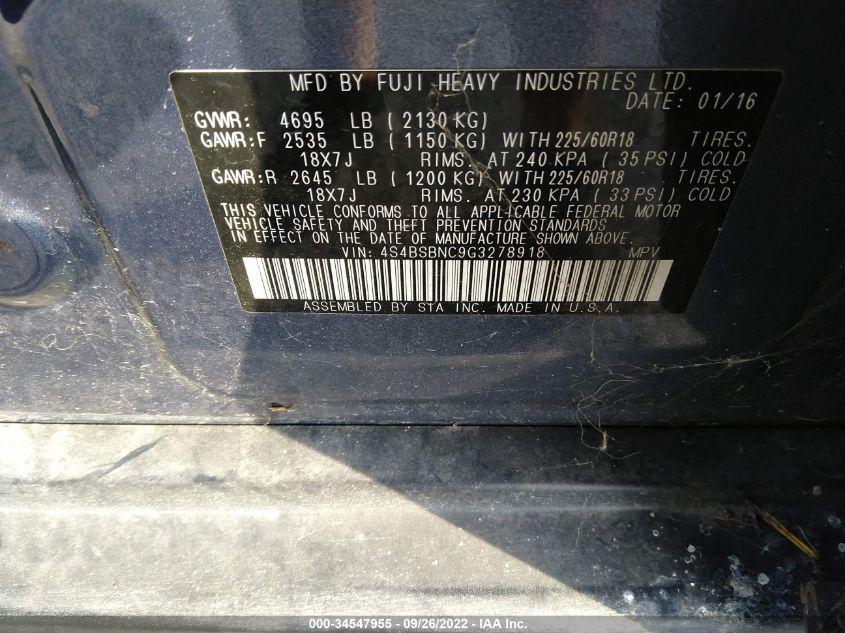 MFD BY FUJI HEAVY INDUSTRIES LTD.
DATE: 01/16
GVWR: 4695 LB ( 2130 KG)
GAWR: F 2535 LB ( 1150 KG) WITH 225/60R18 TIRES.
18X7J RIMS. AT 240 KPA ( 35 PSI) COLD
GAWR: R 2645 LB ( 1200 KG) WITH 225/60R18 TIRES.
18X7J RIMS. AT 230 KPA ( 33 PSI) COLD
THIS VEHICLE CONFORMS TO ALL APPLICABLE FEDERAL MOTOR
VEHICLE SAFETY AND THEFT PREVENTION STANDARDS
IN EFFECT ON THE DATE OF MANUFACTURE SHOWN ABOVE.
VIN: 4S4BSBNC9G3278918 MPV
ASSEMBLED BY STA INC. MADE IN U.S.A.
000-34547955 - 09/26/2022 - IAA Inc.